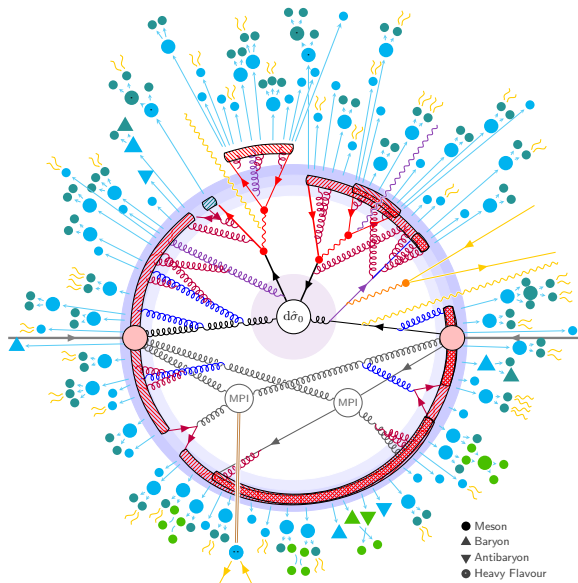 dσ̂₀
MPI
MPI
Meson
Baryon
Antibaryon
Heavy Flavour